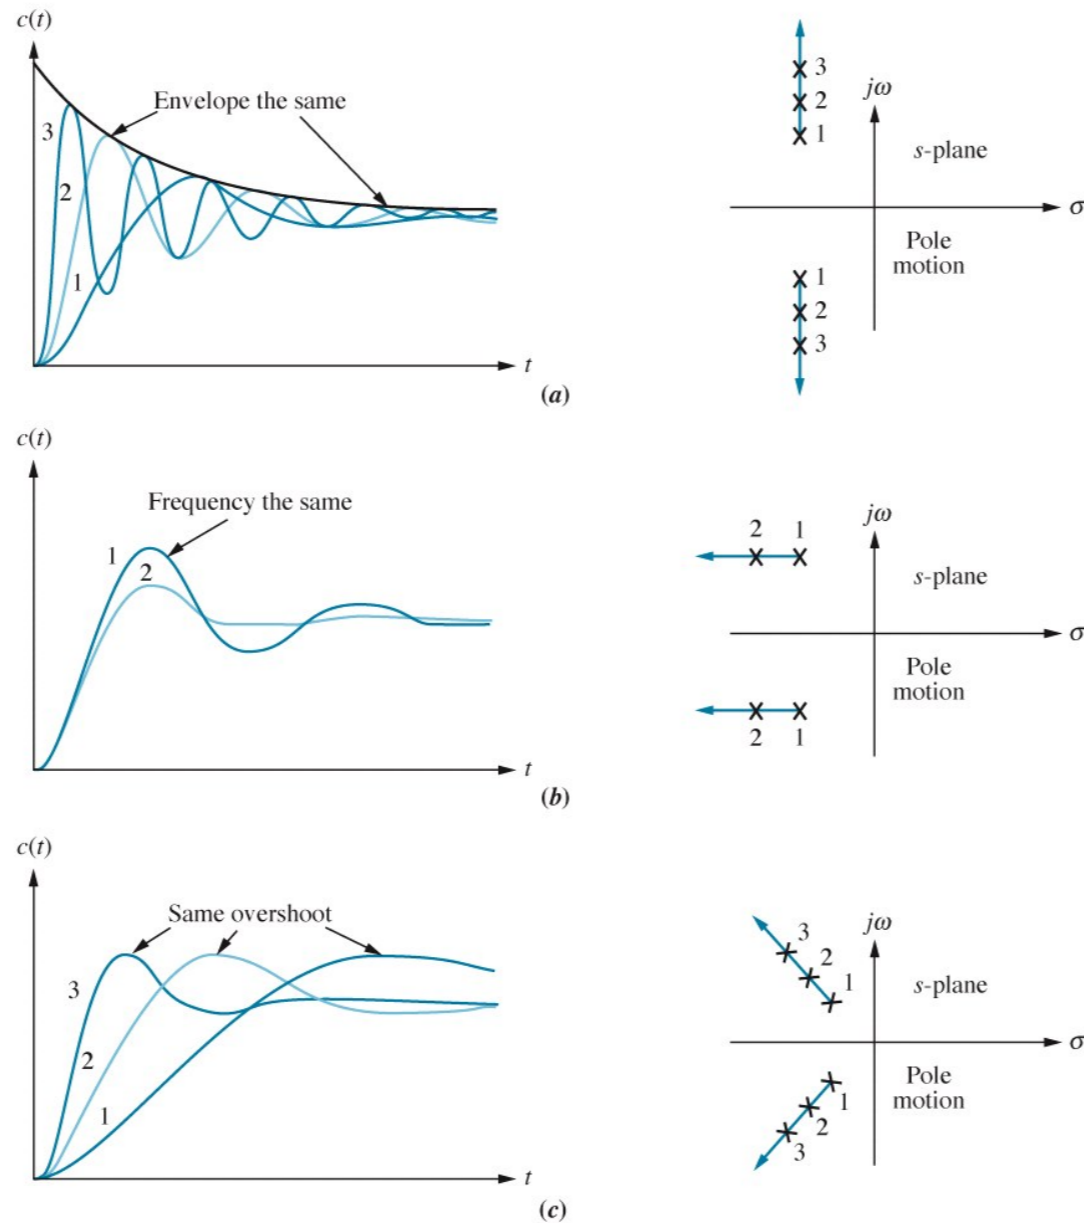 c(t)
Envelope the same
3
2
1
t
3
2
1
jω
s-plane
σ
Pole
motion
1
2
3
(a)
c(t)
Frequency the same
1
2
t
jω
2 1
s-plane
σ
Pole
motion
2 1
(b)
c(t)
Same overshoot
3
2
1
t
jω
3
2
1
s-plane
σ
Pole
motion
1
2
3
(c)